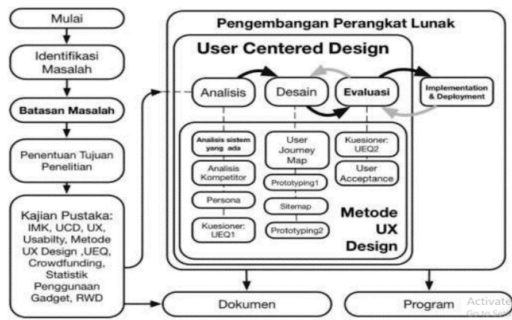 Mulai
Identifikasi
Masalah
Batasan Masalah
Penentuan Tujuan
Penelitian
Kajian Pustaka:
IMK, UCD, UX,
Usabilty, Metode
UX Design ,UEQ,
Crowdfunding,
Statistik
Penggunaan
Gadget, RWD
Pengembangan Perangkat Lunak
User Centered Design
Analisis
Desain
Evaluasi
Implementation
& Deployment
Analisis sistem
yang ada
Analisis
Kompetitor
Persona
Kuesioner:
UEQ1
User
Journey
Map
Prototyping1
Sitemap
Prototyping2
Kuesioner:
UEQ2
User
Acceptance
Metode
UX
Design
Dokumen
Program
Activate